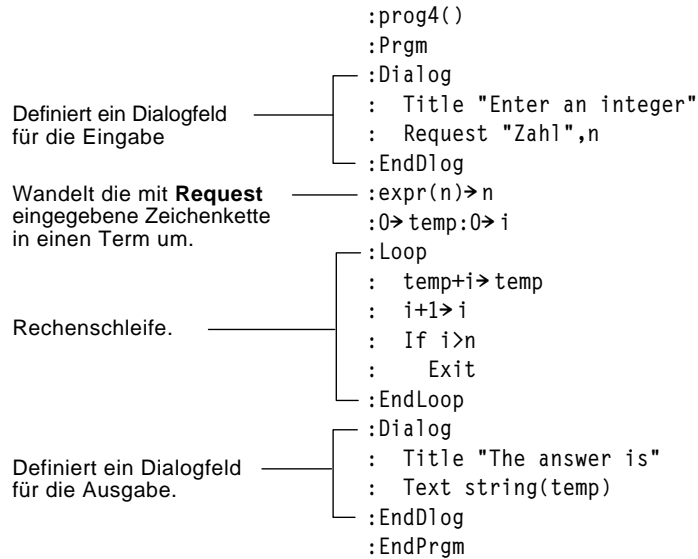 :prog4()
:Prgm
:Dialog
Definiert ein Dialogfeld
für die Eingabe
:  Title "Enter an integer"
:  Request "Zahl",n
:EndDlog
Wandelt die mit Request
eingegebene Zeichenkette
in einen Term um.
:expr(n)→n
:0→temp:0→i
:Loop
:  temp+i→temp
:  i+1→i
Rechenschleife.
:  If i>n
:    Exit
:EndLoop
:Dialog
Definiert ein Dialogfeld
für die Ausgabe.
:  Title "The answer is"
:  Text string(temp)
:EndDlog
:EndPrgm